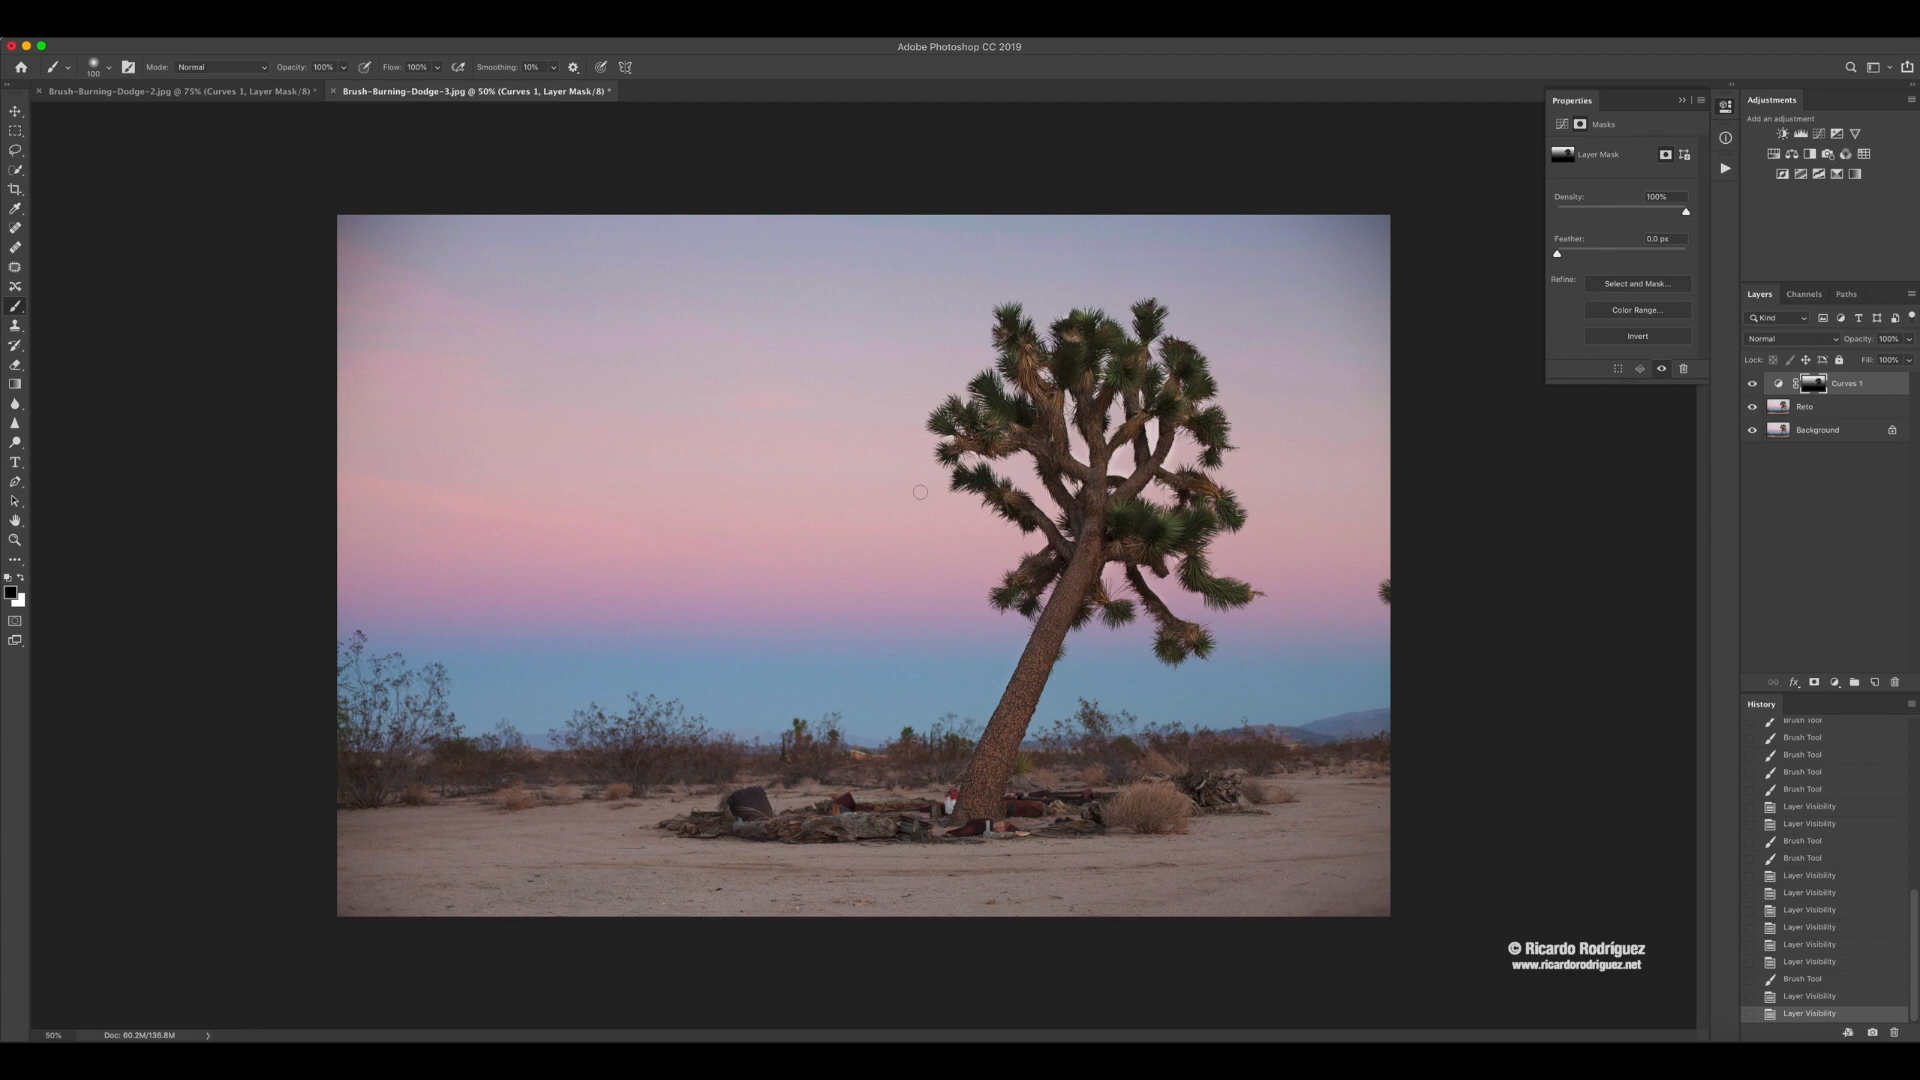 Adobe Photoshop CC 2019
100
Mode: Normal
Opacity: 100%
Flow: 100%
Smoothing: 10%
Brush-Burning-Dodge-2.jpg @ 75% (Curves 1, Layer Mask/8) *
Brush-Burning-Dodge-3.jpg @ 50% (Curves 1, Layer Mask/8) *
Properties
Masks
Layer Mask
Density: 100%
Feather: 0.0 px
Refine: Select and Mask...
Color Range...
Invert
Adjustments
Add an adjustment
Layers Channels Paths
Kind
Normal Opacity: 100%
Lock: Fill: 100%
Curves 1
Reto
Background
History
Brush Tool
Brush Tool
Brush Tool
Brush Tool
Brush Tool
Layer Visibility
Layer Visibility
Brush Tool
Brush Tool
Layer Visibility
Layer Visibility
Layer Visibility
Layer Visibility
Layer Visibility
Layer Visibility
Brush Tool
Layer Visibility
Layer Visibility
© Ricardo Rodríguez
www.ricardorodriguez.net
50% Doc: 60.2M/136.8M